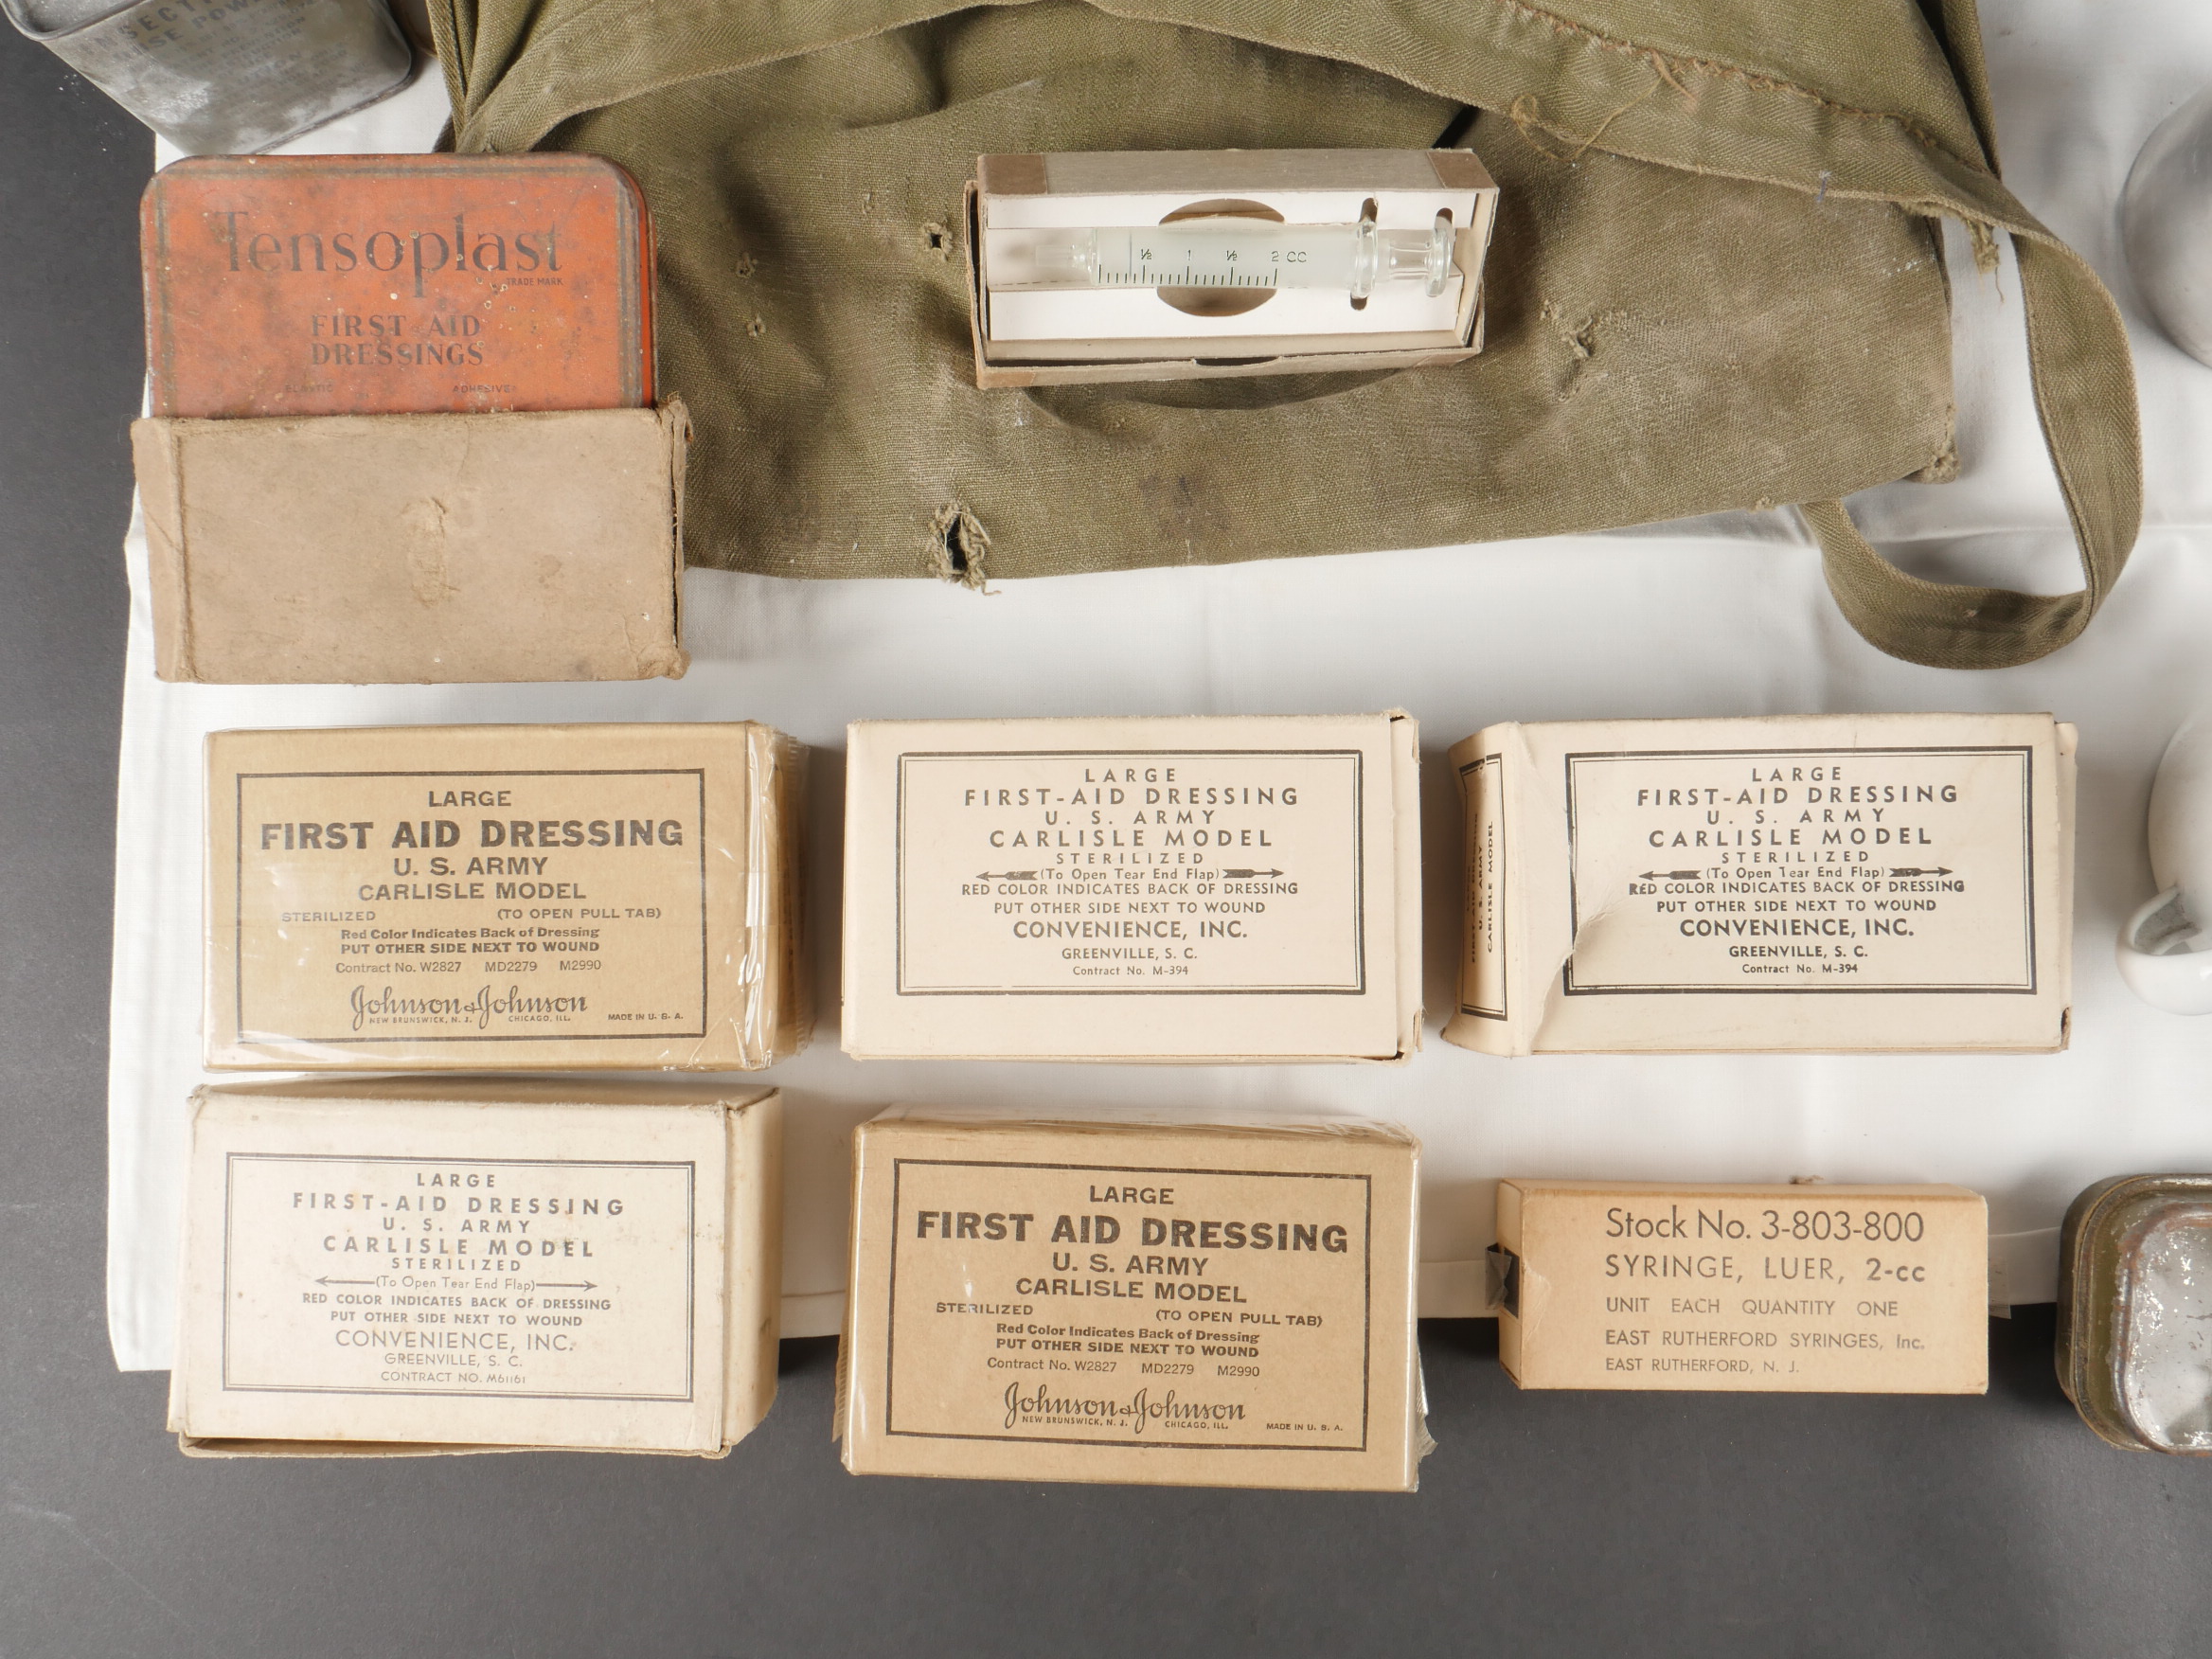 INSECT
SE POW
Tensoplast
TRADE MARK
FIRST-AID
DRESSINGS
ELASTIC ADHESIVE
½ 1 ½ 2 CC
LARGE
FIRST AID DRESSING
U. S. ARMY
CARLISLE MODEL
STERILIZED (TO OPEN PULL TAB)
Red Color Indicates Back of Dressing
PUT OTHER SIDE NEXT TO WOUND
Contract No. W2827 MD2279 M2990
Johnson & Johnson
NEW BRUNSWICK, N. J. CHICAGO, ILL. MADE IN U. S. A.
LARGE
FIRST-AID DRESSING
U. S. ARMY
CARLISLE MODEL
STERILIZED
(To Open Tear End Flap)
RED COLOR INDICATES BACK OF DRESSING
PUT OTHER SIDE NEXT TO WOUND
CONVENIENCE, INC.
GREENVILLE, S. C.
Contract No. M-394
U. S. ARMY
CARLISLE MODEL
LARGE
FIRST-AID DRESSING
U. S. ARMY
CARLISLE MODEL
STERILIZED
(To Open Tear End Flap)
RED COLOR INDICATES BACK OF DRESSING
PUT OTHER SIDE NEXT TO WOUND
CONVENIENCE, INC.
GREENVILLE, S. C.
Contract No. M-394
LARGE
FIRST-AID DRESSING
U. S. ARMY
CARLISLE MODEL
STERILIZED
(To Open Tear End Flap)
RED COLOR INDICATES BACK OF DRESSING
PUT OTHER SIDE NEXT TO WOUND
CONVENIENCE, INC.
GREENVILLE, S. C.
CONTRACT NO. M61161
LARGE
FIRST AID DRESSING
U. S. ARMY
CARLISLE MODEL
STERILIZED (TO OPEN PULL TAB)
Red Color Indicates Back of Dressing
PUT OTHER SIDE NEXT TO WOUND
Contract No. W2827 MD2279 M2990
Johnson & Johnson
NEW BRUNSWICK, N. J. CHICAGO, ILL. MADE IN U. S. A.
Stock No. 3-803-800
SYRINGE, LUER, 2-cc
UNIT EACH QUANTITY ONE
EAST RUTHERFORD SYRINGES, Inc.
EAST RUTHERFORD, N. J.